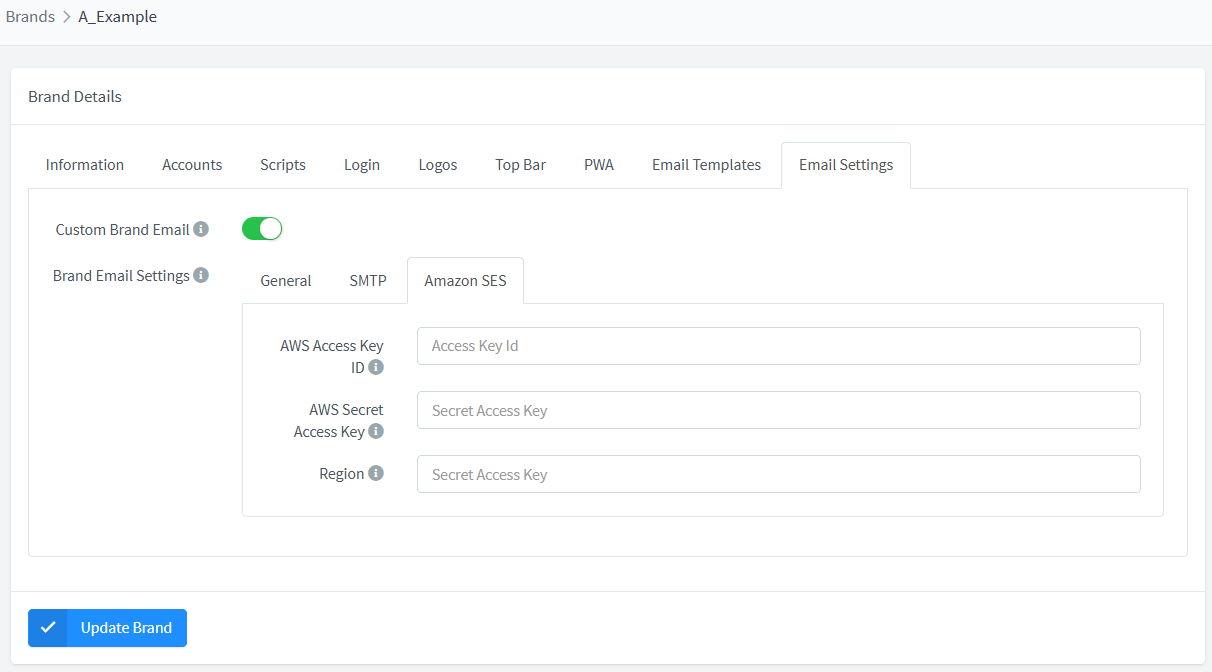 Brands > A_Example
Brand Details
Information Accounts Scripts Login Logos Top Bar PWA Email Templates Email Settings
Custom Brand Email
Brand Email Settings
General SMTP Amazon SES
AWS Access Key
ID
Access Key Id
AWS Secret
Access Key
Secret Access Key
Region
Secret Access Key
Update Brand